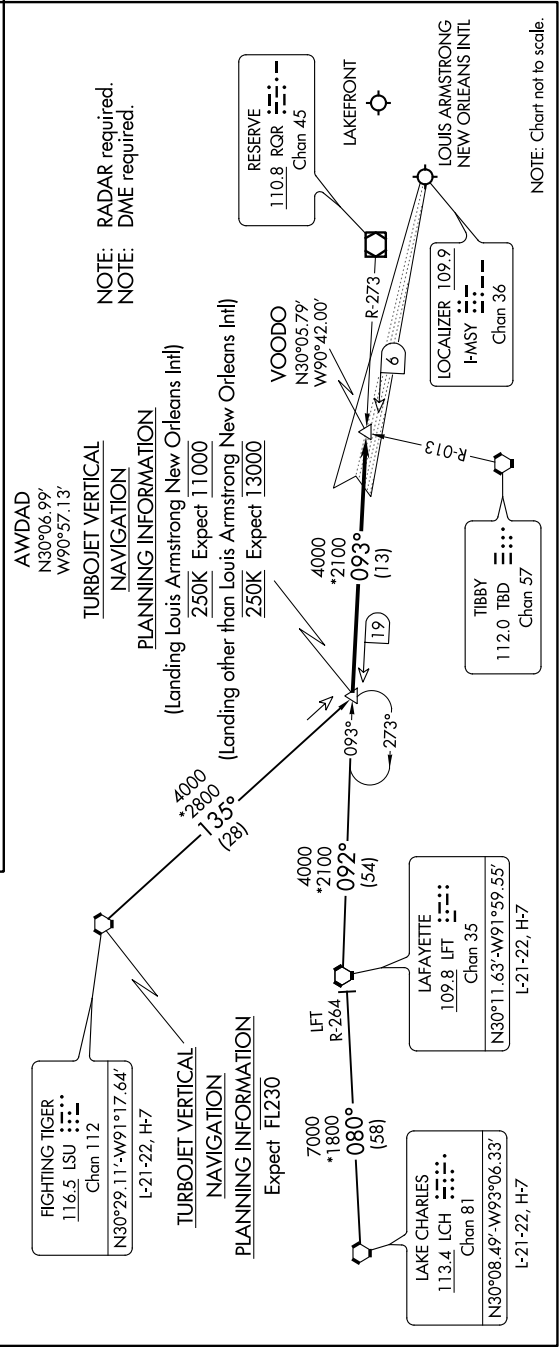 FIGHTING TIGER
116.5 LSU
Chan 112
N30°29.11'-W91°17.64'
L-21-22, H-7
TURBOJET VERTICAL
NAVIGATION
PLANNING INFORMATION
Expect FL230
LAKE CHARLES
113.4 LCH
Chan 81
N30°08.49'-W93°06.33'
L-21-22, H-7
7000
*1800
080°
(58)
LFT
R-264
LAFAYETTE
109.8 LFT
Chan 35
N30°11.63'-W91°59.55'
L-21-22, H-7
4000
*2800
135°
(28)
4000
*2100
092°
(54)
093°
273°
AWDAD
N30°06.99'
W90°57.13'
TURBOJET VERTICAL
NAVIGATION
PLANNING INFORMATION
(Landing Louis Armstrong New Orleans Intl)
250K Expect 11000
(Landing other than Louis Armstrong New Orleans Intl)
250K Expect 13000
19
4000
*2100
093°
(13)
VOODO
N30°05.79'
W90°42.00'
6
R-273
R-013
TIBBY
112.0 TBD
Chan 57
NOTE: RADAR required.
NOTE: DME required.
RESERVE
110.8 RQR
Chan 45
LAKEFRONT
LOCALIZER 109.9
I-MSY
Chan 36
LOUIS ARMSTRONG
NEW ORLEANS INTL
NOTE: Chart not to scale.